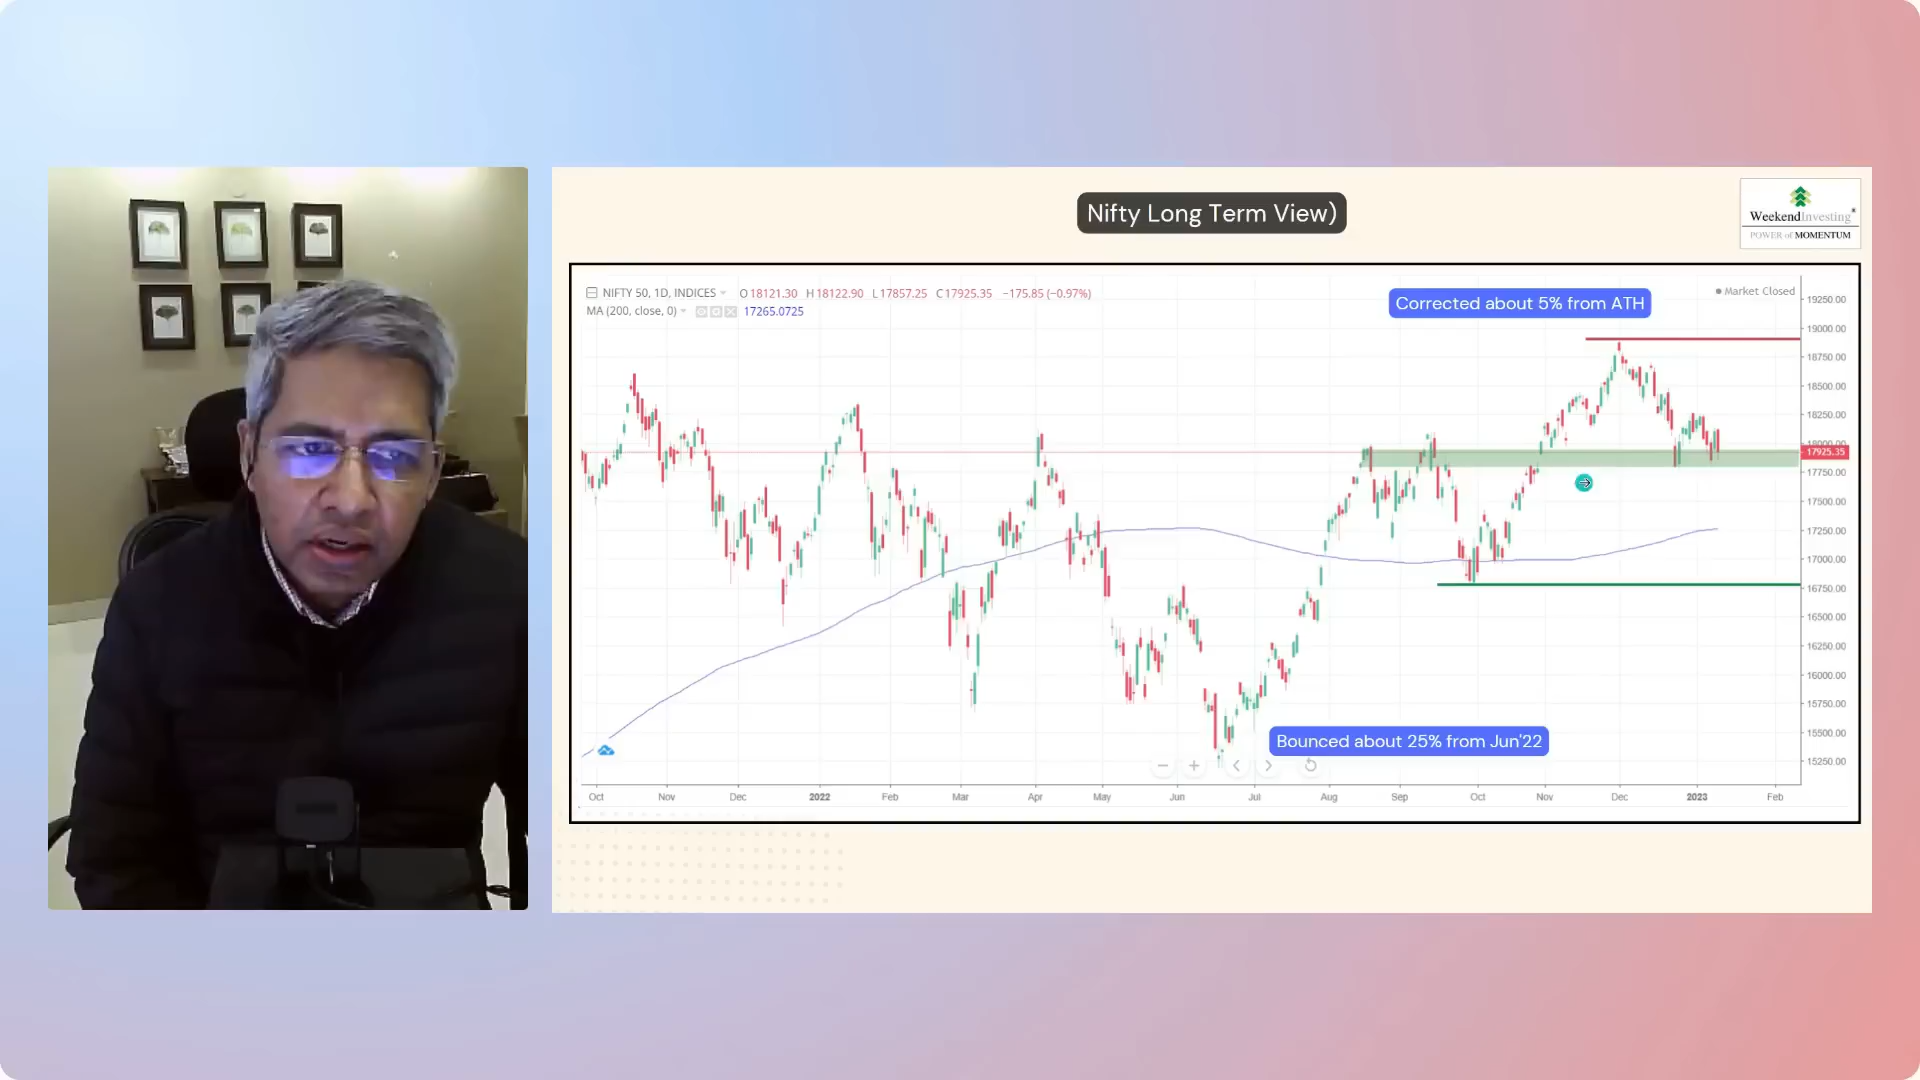 Nifty Long Term View)
WeekendInvesting
POWER of MOMENTUM
NIFTY 50, 1D, INDICES O18121.30 H18122.90 L17857.25 C17925.35 −175.85 (−0.97%)
MA (200, close, 0) 17265.0725
Corrected about 5% from ATH
Market Closed
19250.00
19000.00
18750.00
18500.00
18250.00
18000.00
17925.35
17750.00
17500.00
17250.00
17000.00
16750.00
16500.00
16250.00
16000.00
15750.00
15500.00
15250.00
Bounced about 25% from Jun'22
Oct Nov Dec 2022 Feb Mar Apr May Jun Jul Aug Sep Oct Nov Dec 2023 Feb